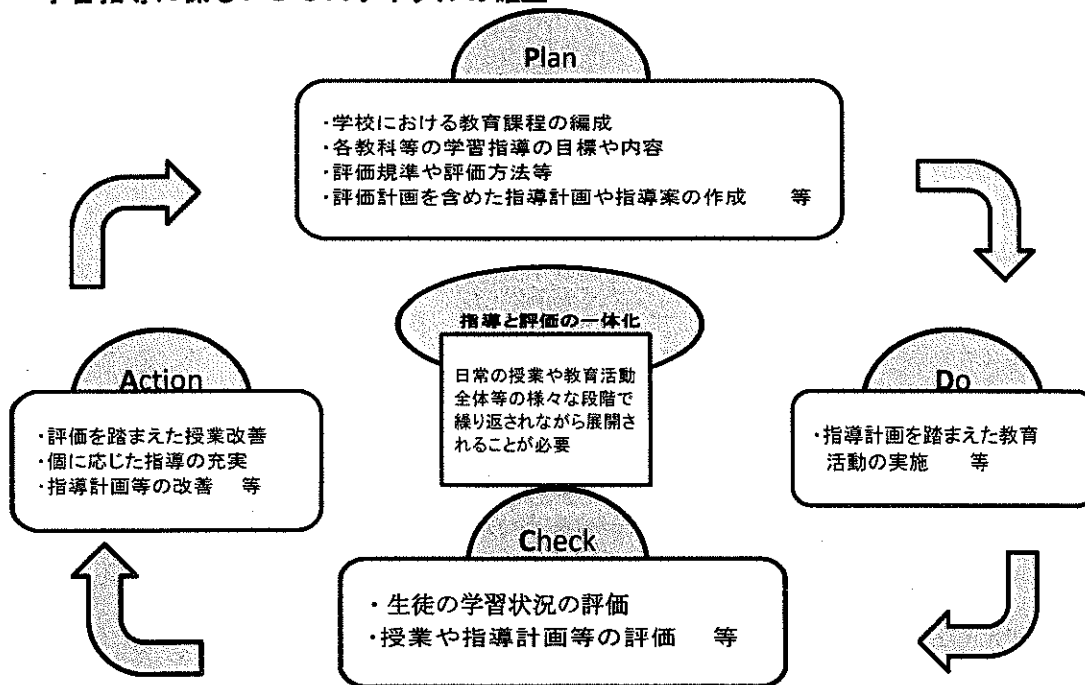 Plan
・学校における教育課程の編成
・各教科等の学習指導の目標や内容
・評価規準や評価方法等
・評価計画を含めた指導計画や指導案の作成 等
指導と評価の一体化
日常の授業や教育活動
全体等の様々な段階で
繰り返されながら展開さ
れることが必要
Action
・評価を踏まえた授業改善
・個に応じた指導の充実
・指導計画等の改善 等
Do
・指導計画を踏まえた教育
活動の実施 等
Check
・生徒の学習状況の評価
・授業や指導計画等の評価 等